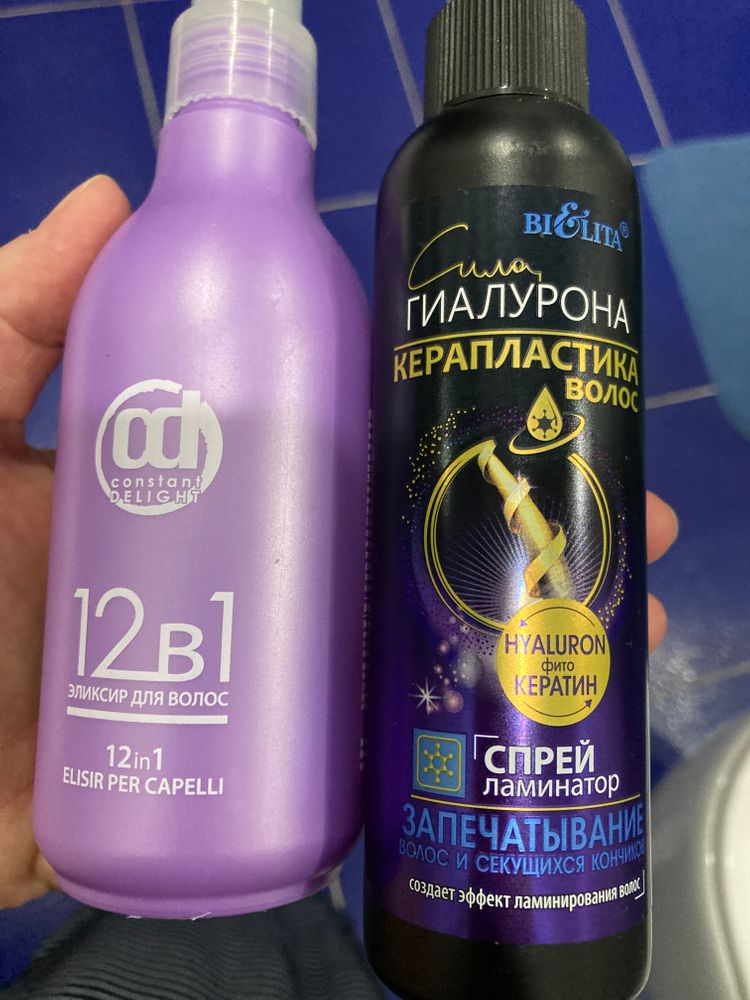 cd
constant
DELIGHT
12в1
ЭЛИКСИР ДЛЯ ВОЛОС
12in1
ELISIR PER CAPELLI
BIELITA®
Сила
ГИАЛУРОНА
КЕРАПЛАСТИКА
ВОЛОС
HYALURON
фито
КЕРАТИН
СПРЕЙ
ламинатор
ЗАПЕЧАТЫВАНИЕ
ВОЛОС И СЕКУЩИХСЯ КОНЧИКОВ
создает эффект ламинирования волос